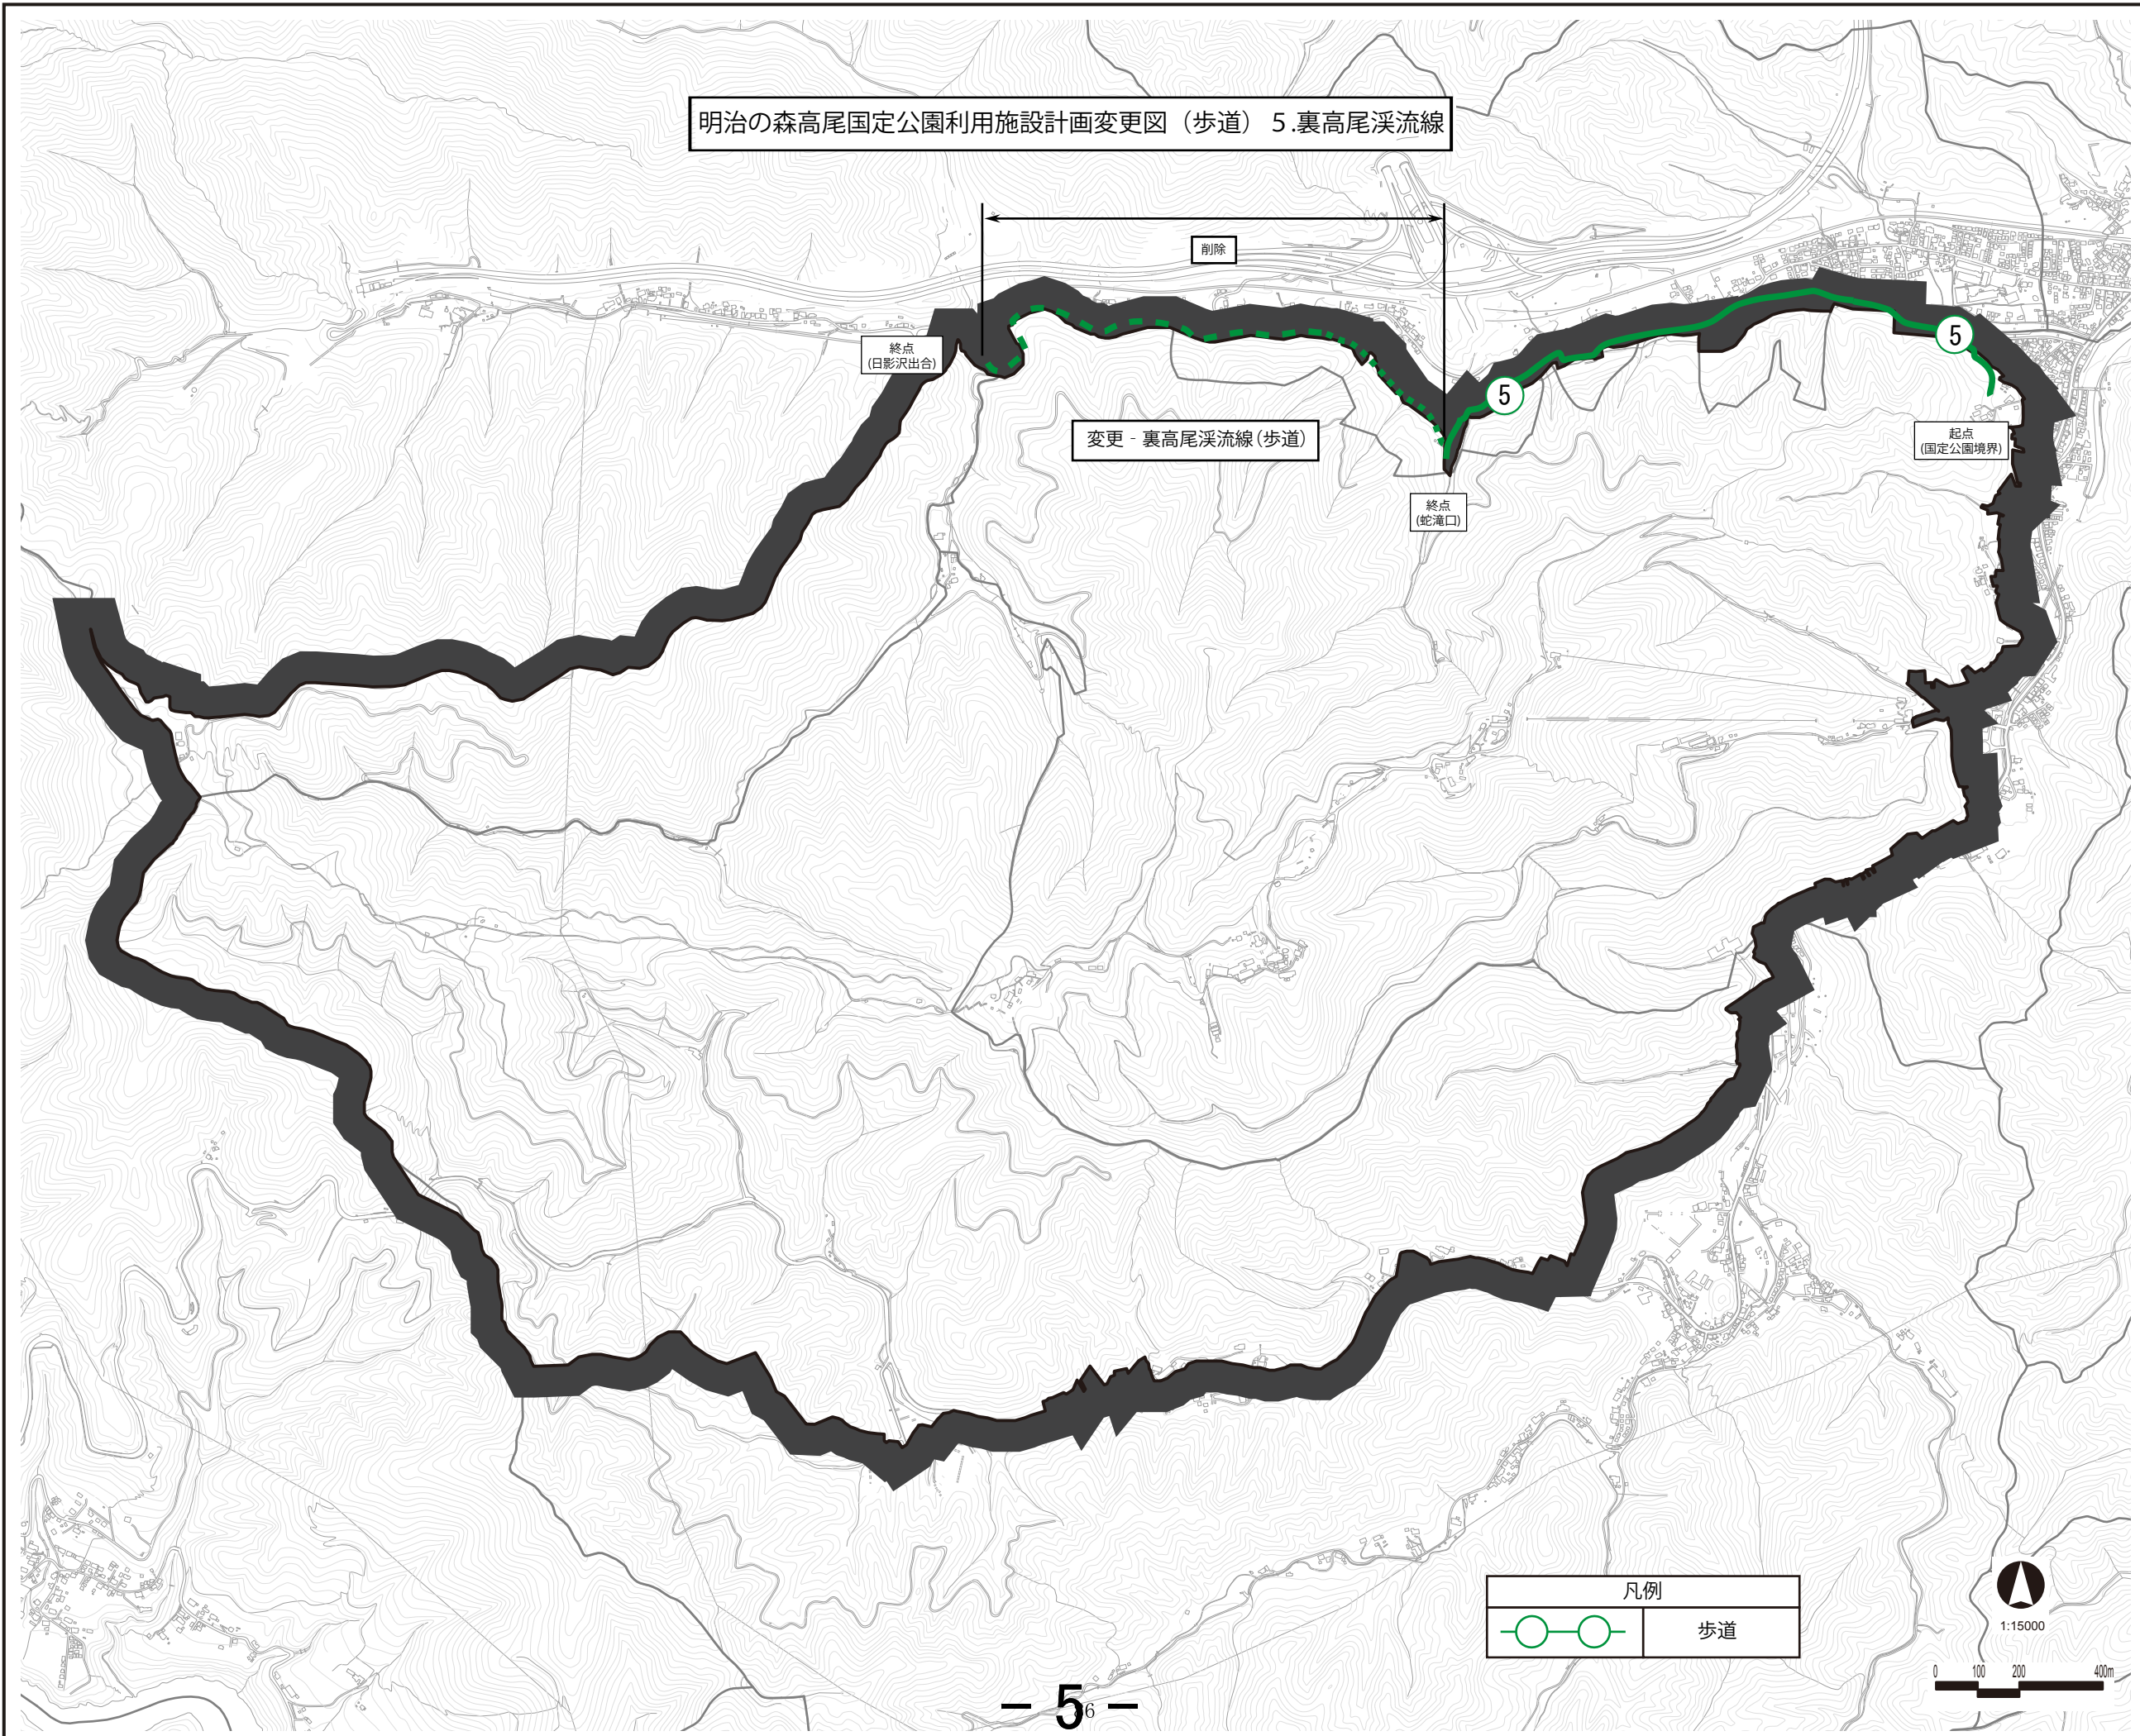 明治の森高尾国定公園利用施設計画変更図（歩道）５.裏高尾渓流線
削除
終点
(日影沢出合)
5
5
変更‐裏高尾渓流線(歩道)
起点
(国定公園境界)
終点
(蛇滝口)
凡例
歩道
1:15000
0 100 200 400m
― 5 ―